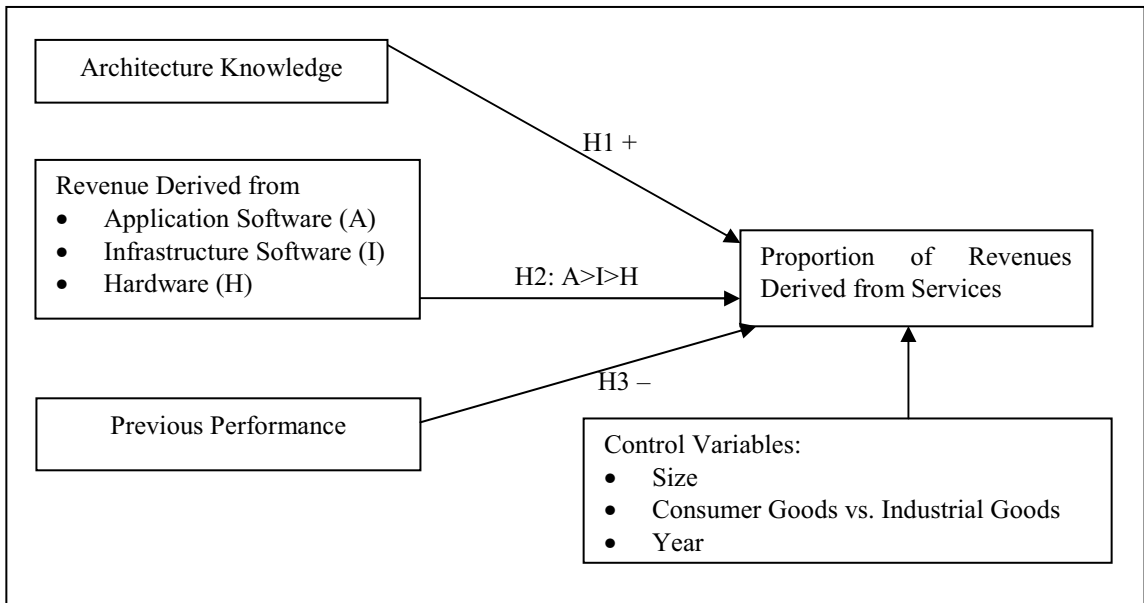 Architecture Knowledge
H1 +
Revenue Derived from
• Application Software (A)
• Infrastructure Software (I)
• Hardware (H)
H2: A>I>H
Proportion of Revenues
Derived from Services
H3 –
Previous Performance
Control Variables:
• Size
• Consumer Goods vs. Industrial Goods
• Year